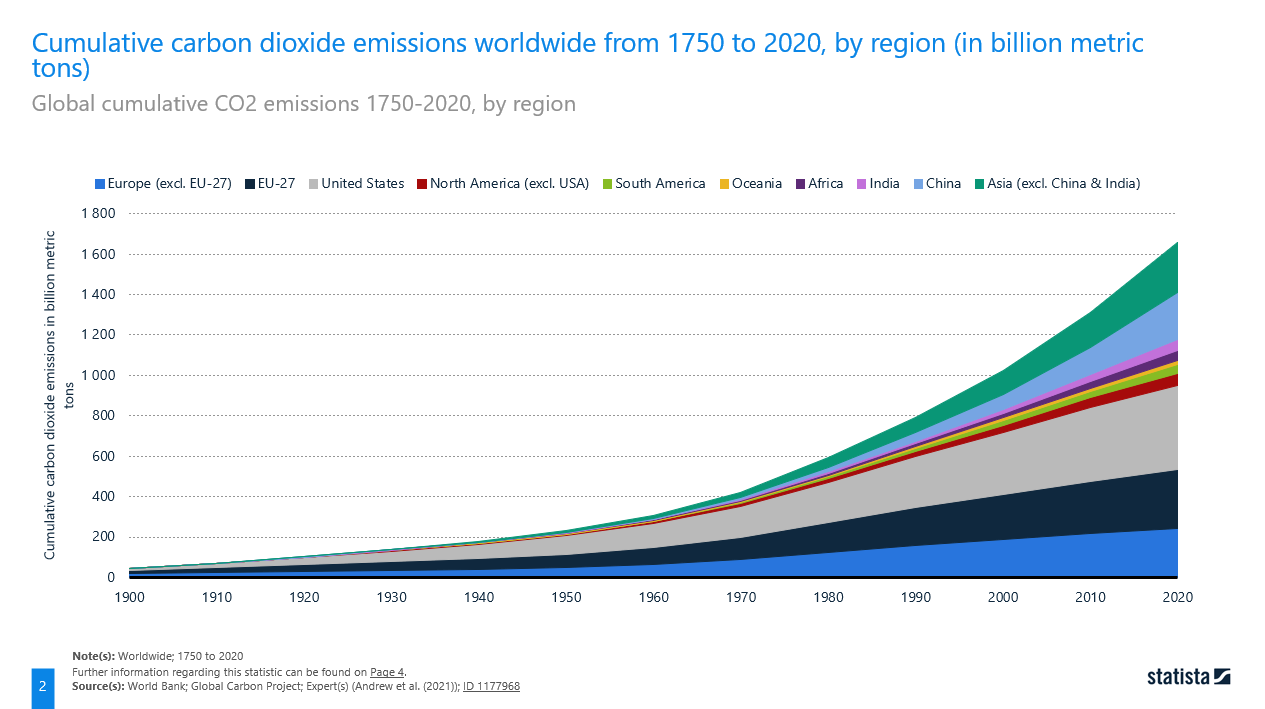 Cumulative carbon dioxide emissions worldwide from 1750 to 2020, by region (in billion metric
tons)
Global cumulative CO2 emissions 1750-2020, by region
Europe (excl. EU-27) EU-27 United States North America (excl. USA) South America Oceania Africa India China Asia (excl. China & India)
Cumulative carbon dioxide emissions in billion metric
tons
1 800
1 600
1 400
1 200
1 000
800
600
400
200
0
1900 1910 1920 1930 1940 1950 1960 1970 1980 1990 2000 2010 2020
Note(s): Worldwide; 1750 to 2020
Further information regarding this statistic can be found on Page 4.
Source(s): World Bank; Global Carbon Project; Expert(s) (Andrew et al. (2021)); ID 1177968
2
statista